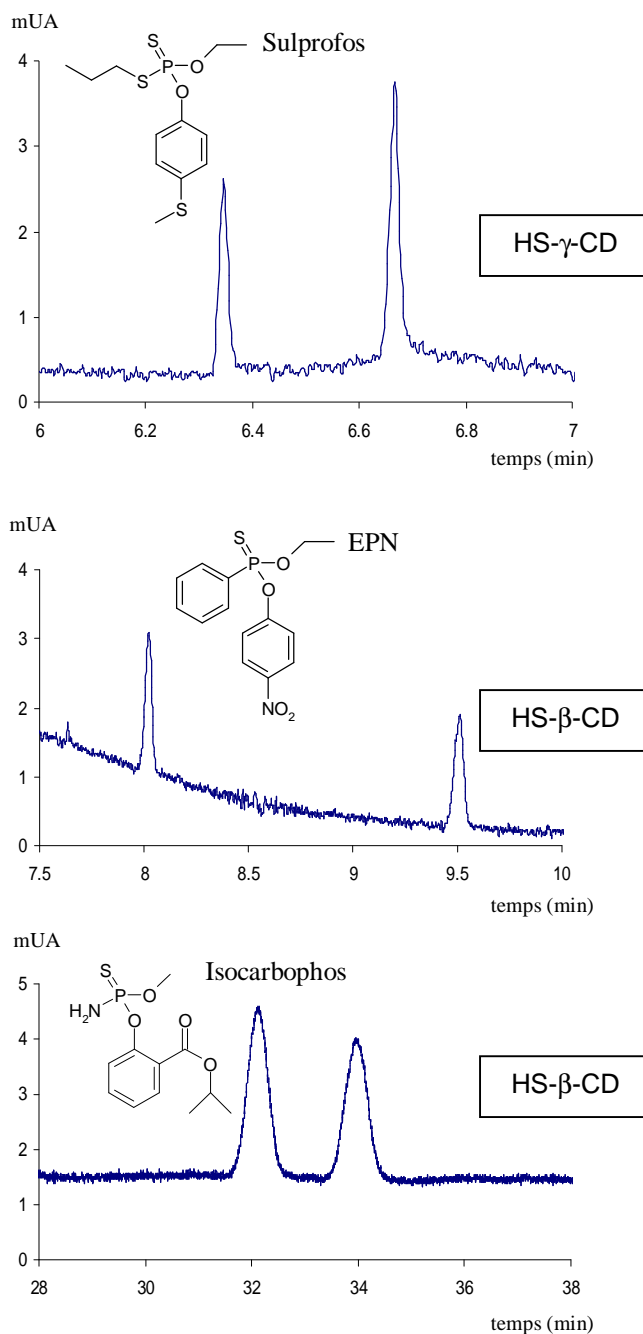 mUA
Sulprofos
S
P
O
S
O
S
4
3
HS-γ-CD
2
1
0
6 6.2 6.4 6.6 6.8 7
temps (min)
mUA
EPN
S
P
O
O
NO2
4
3
HS-β-CD
2
1
0
7.5 8 8.5 9 9.5 10
temps (min)
mUA
Isocarbophos
S
P
O
H2N
O
O
O
5
4
HS-β-CD
3
2
1
0
28 30 32 34 36 38
temps (min)